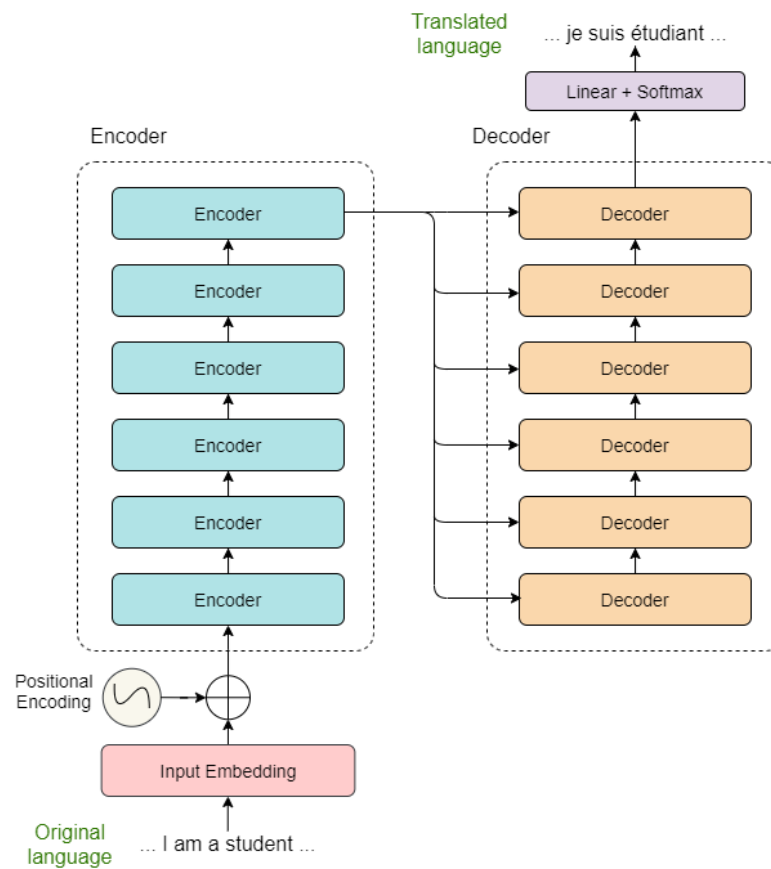 Translated
language
... je suis étudiant ...
Linear + Softmax
Encoder
Decoder
Encoder
Decoder
Encoder
Decoder
Encoder
Decoder
Encoder
Decoder
Encoder
Decoder
Encoder
Decoder
Positional
Encoding
Input Embedding
Original
language
... I am a student ...